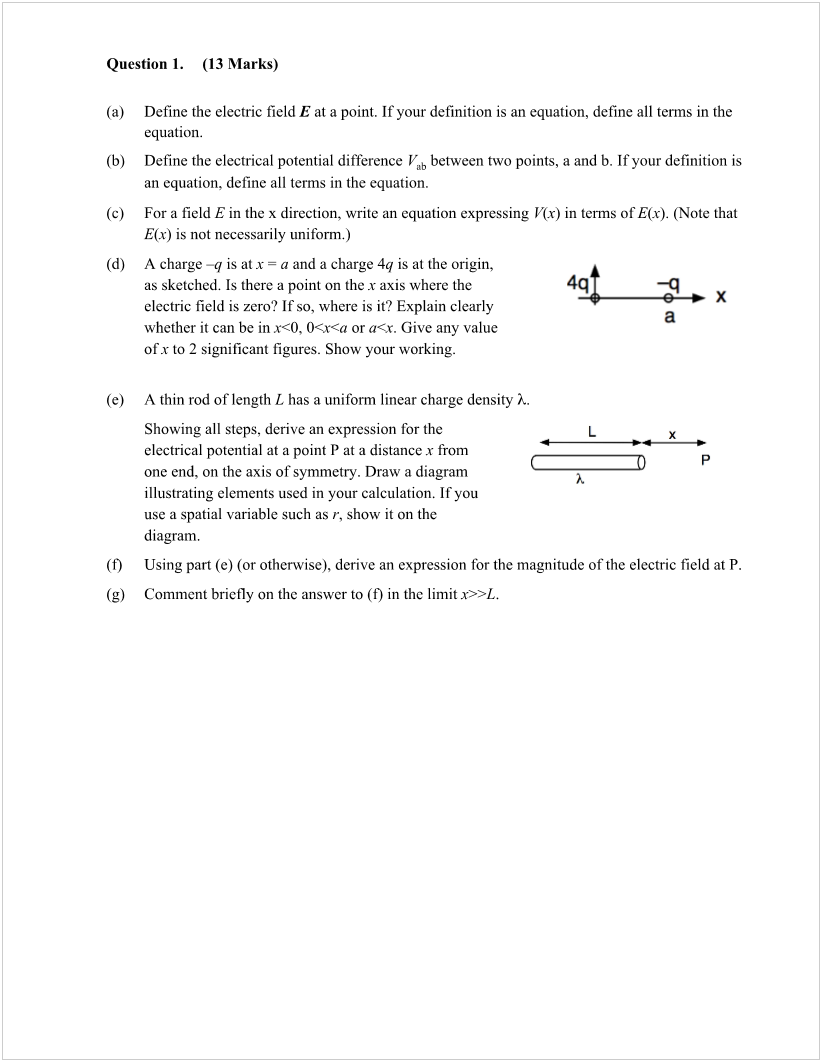 Question 1. (13 Marks)
(a) Define the electric field E at a point. If your definition is an equation, define all terms in the
equation.
(b) Define the electrical potential difference Vab between two points, a and b. If your definition is
an equation, define all terms in the equation.
(c) For a field E in the x direction, write an equation expressing V(x) in terms of E(x). (Note that
E(x) is not necessarily uniform.)
(d) A charge –q is at x = a and a charge 4q is at the origin,
as sketched. Is there a point on the x axis where the
electric field is zero? If so, where is it? Explain clearly
whether it can be in x<0, 0<x<a or a<x. Give any value
of x to 2 significant figures. Show your working.
4q
–q
x
a
(e) A thin rod of length L has a uniform linear charge density λ.
Showing all steps, derive an expression for the
electrical potential at a point P at a distance x from
one end, on the axis of symmetry. Draw a diagram
illustrating elements used in your calculation. If you
use a spatial variable such as r, show it on the
diagram.
L
x
P
λ
(f) Using part (e) (or otherwise), derive an expression for the magnitude of the electric field at P.
(g) Comment briefly on the answer to (f) in the limit x>>L.